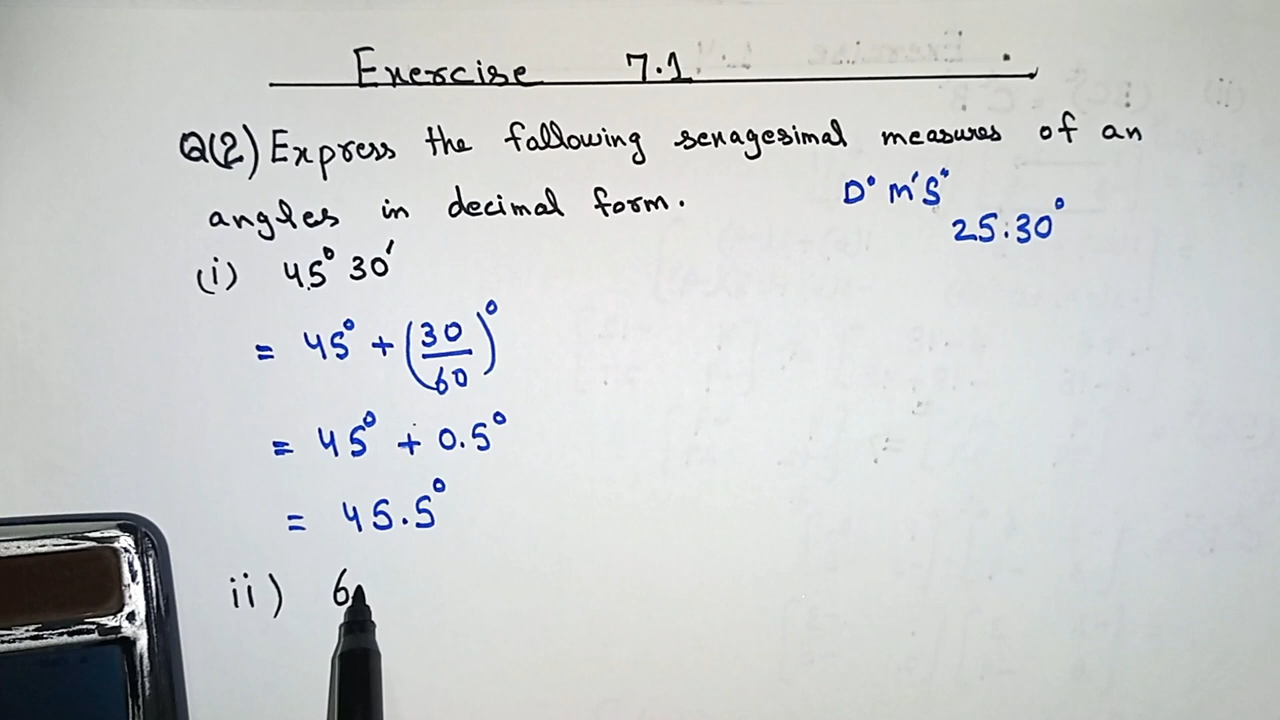 Exercise 7.1
Q(2) Express the fallowing sexagesimal measures of an
angles in decimal form.
D° M' S"
25.30°
(i) 45° 30'
= 45° + (30/60)°
= 45° + 0.5°
= 45.5°
ii) 6